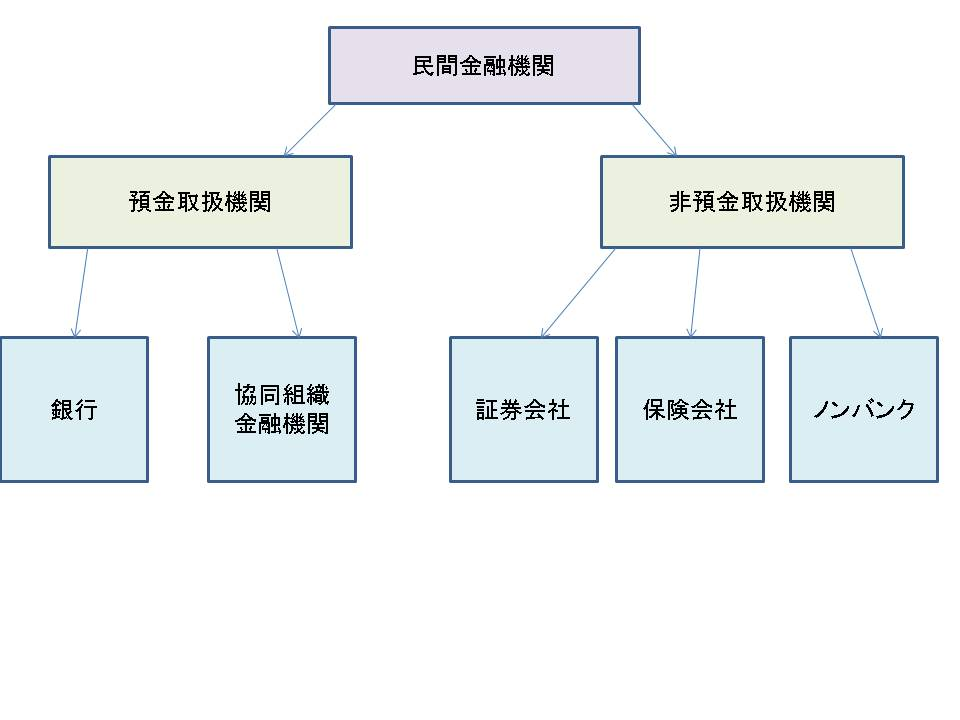 民間金融機関
預金取扱機関
非預金取扱機関
銀行
協同組織
金融機関
証券会社
保険会社
ノンバンク